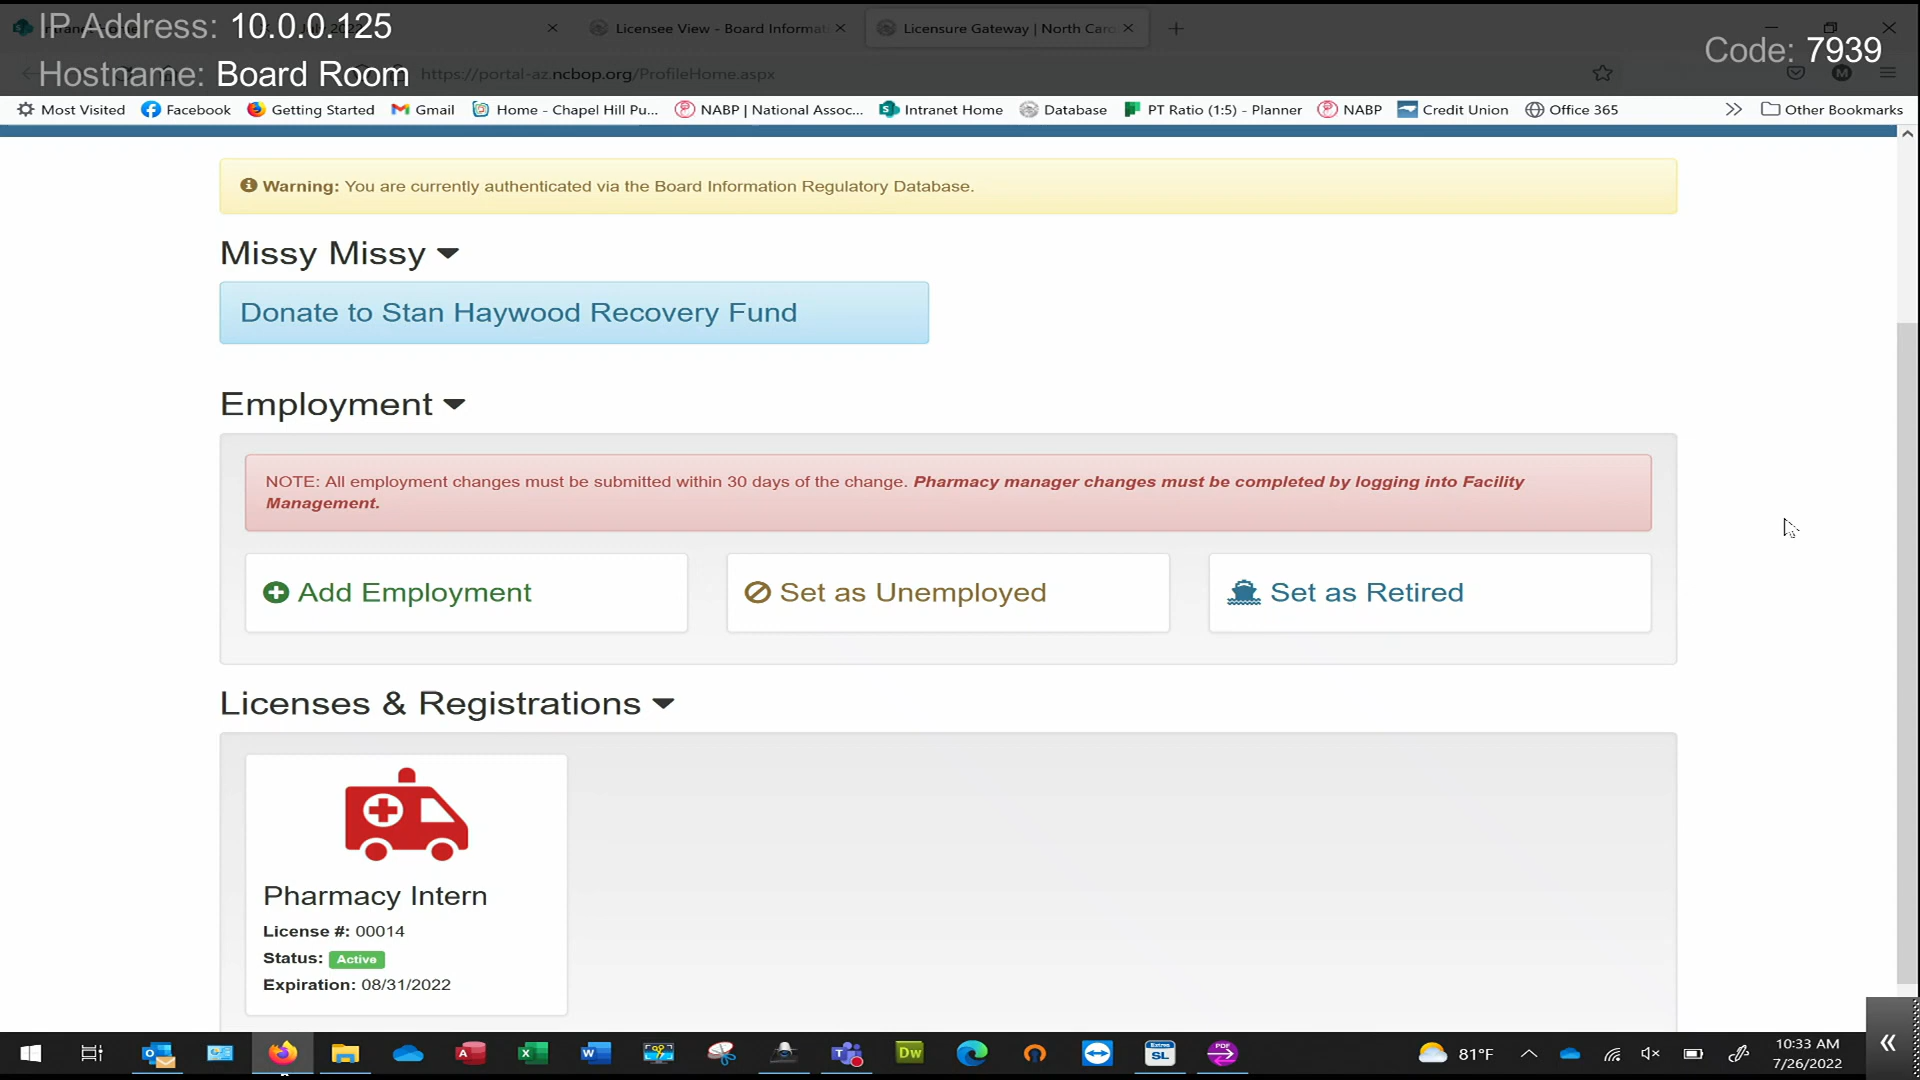 IP Address: 10.0.0.125
Hostname: Board Room
Code: 7939
Licensee View - Board Informat
Licensure Gateway | North Caro
https://portal-az.ncbop.org/ProfileHome.aspx
Most Visited Facebook Getting Started Gmail Home - Chapel Hill Pu... NABP | National Assoc... Intranet Home Database PT Ratio (1:5) - Planner NABP Credit Union Office 365 Other Bookmarks
Warning: You are currently authenticated via the Board Information Regulatory Database.
Missy Missy
Donate to Stan Haywood Recovery Fund
Employment
NOTE: All employment changes must be submitted within 30 days of the change. Pharmacy manager changes must be completed by logging into Facility
Management.
Add Employment Set as Unemployed Set as Retired
Licenses & Registrations
Pharmacy Intern
License #: 00014
Status: Active
Expiration: 08/31/2022
81°F
10:33 AM
7/26/2022